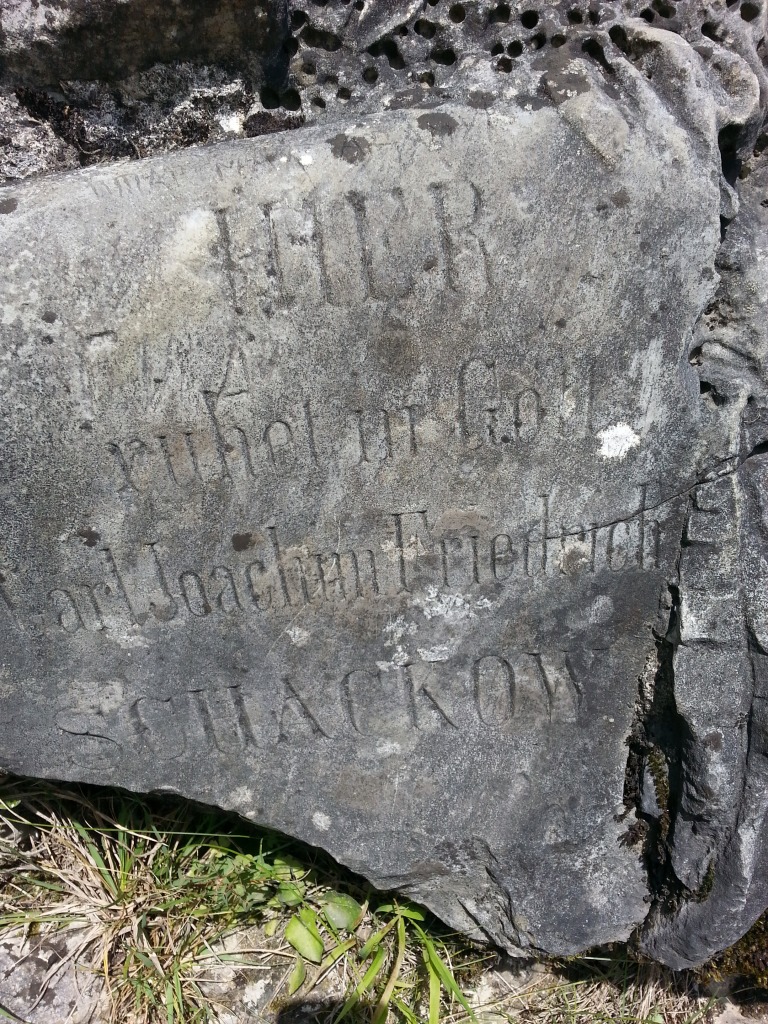 HIER
ruhet in Gott
Carl Joachim Friedrich
SCHACKOW